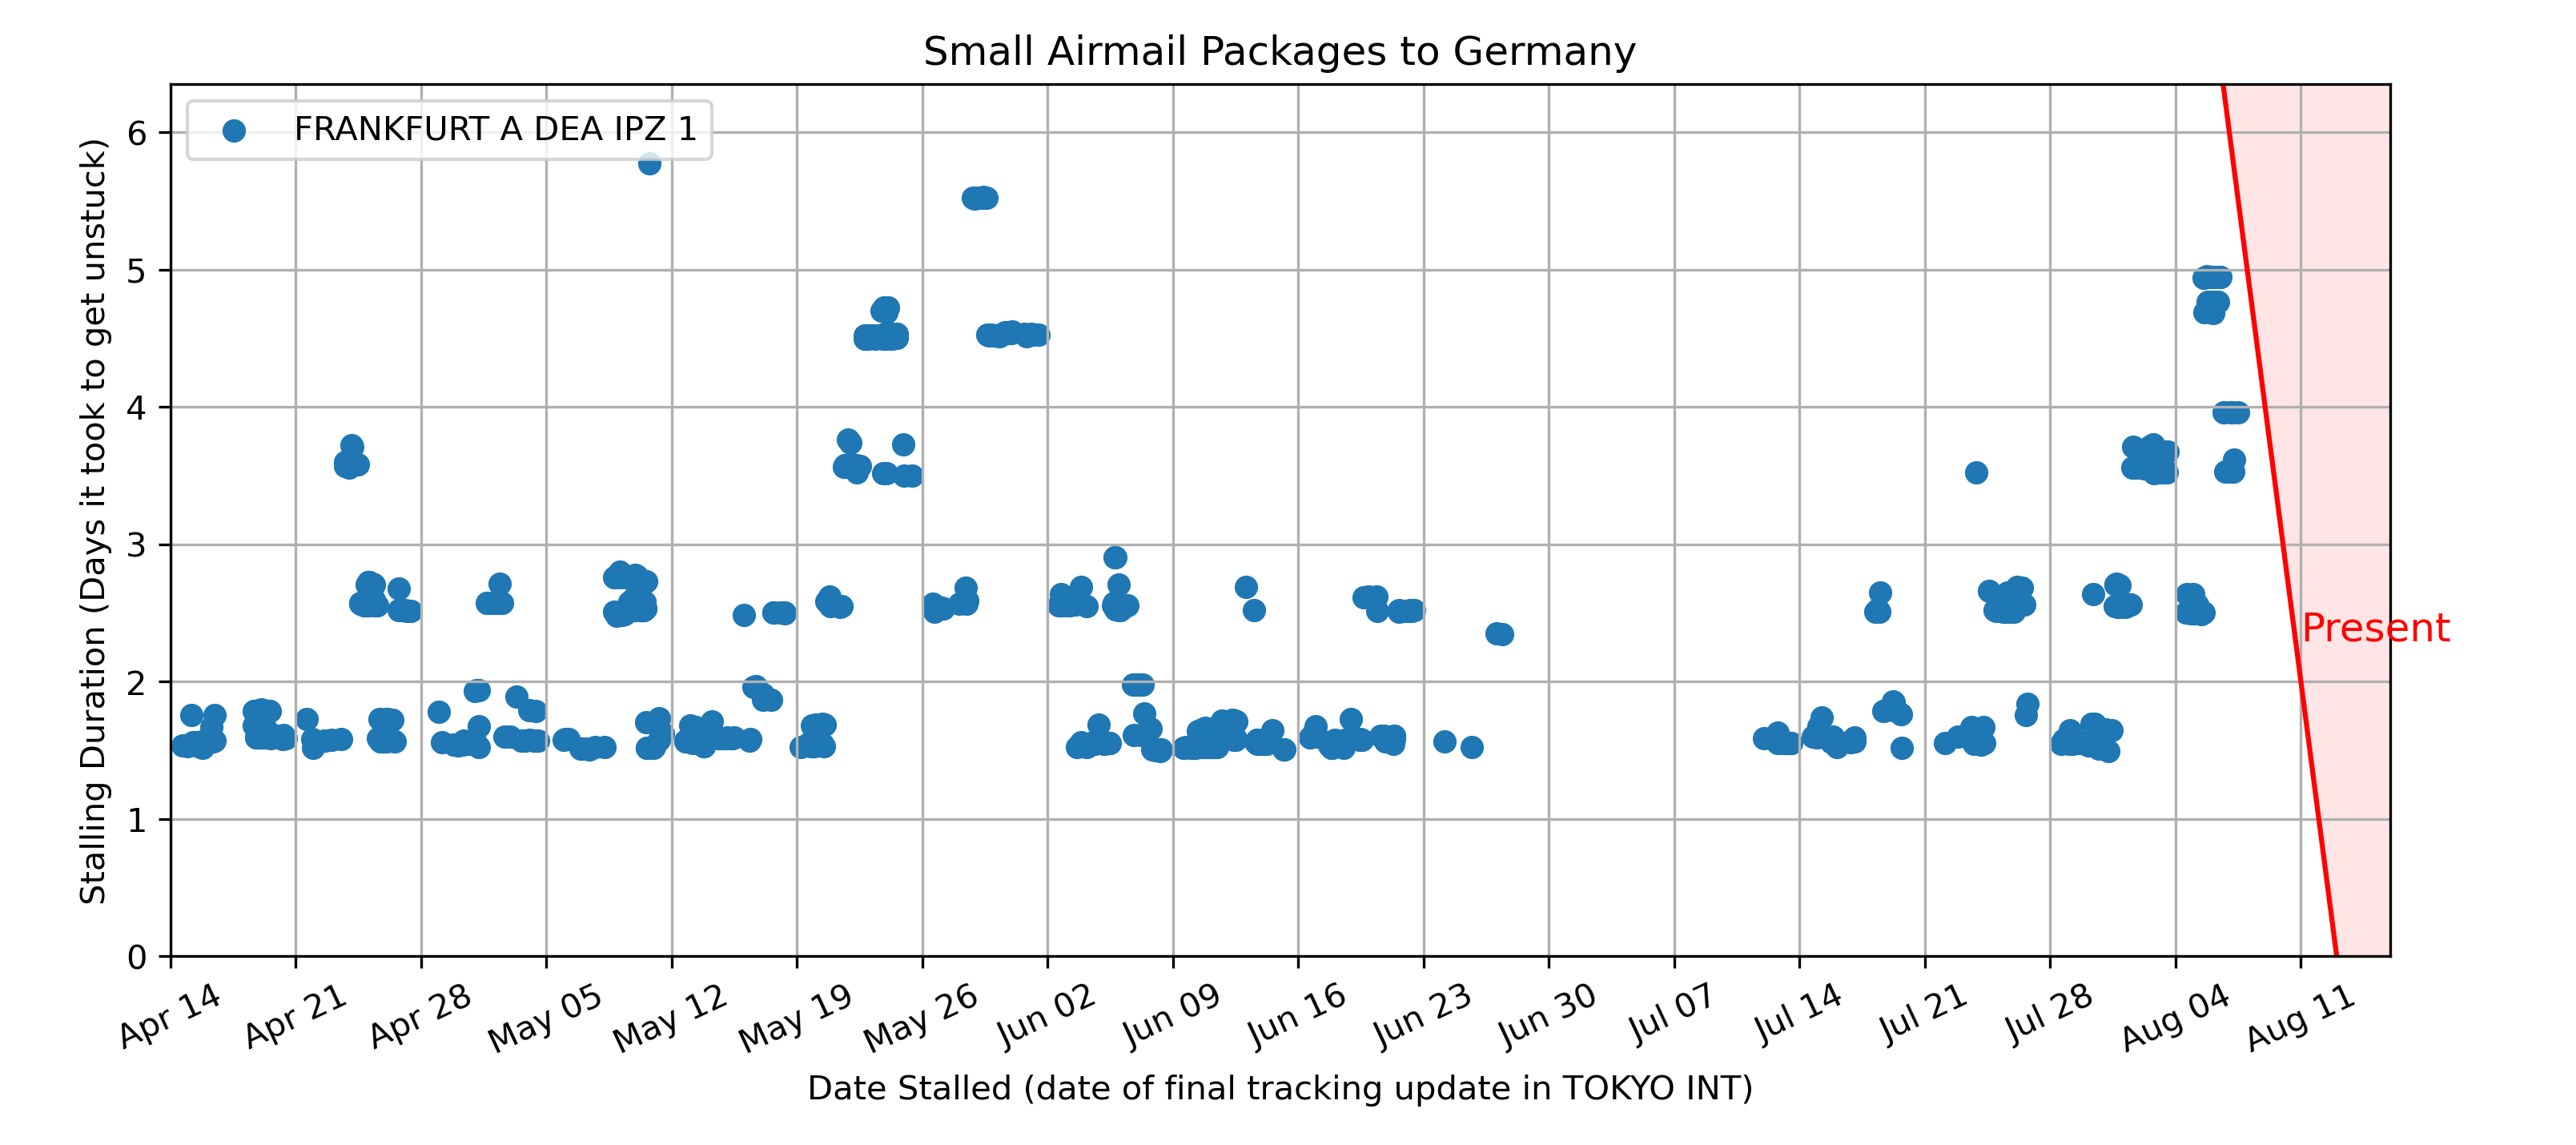 Small Airmail Packages to Germany
FRANKFURT A DEA IPZ 1
Stalling Duration (Days it took to get unstuck)
6
5
4
3
2
1
0
Present
Apr 14
Apr 21
Apr 28
May 05
May 12
May 19
May 26
Jun 02
Jun 09
Jun 16
Jun 23
Jun 30
Jul 07
Jul 14
Jul 21
Jul 28
Aug 04
Aug 11
Date Stalled (date of final tracking update in TOKYO INT)